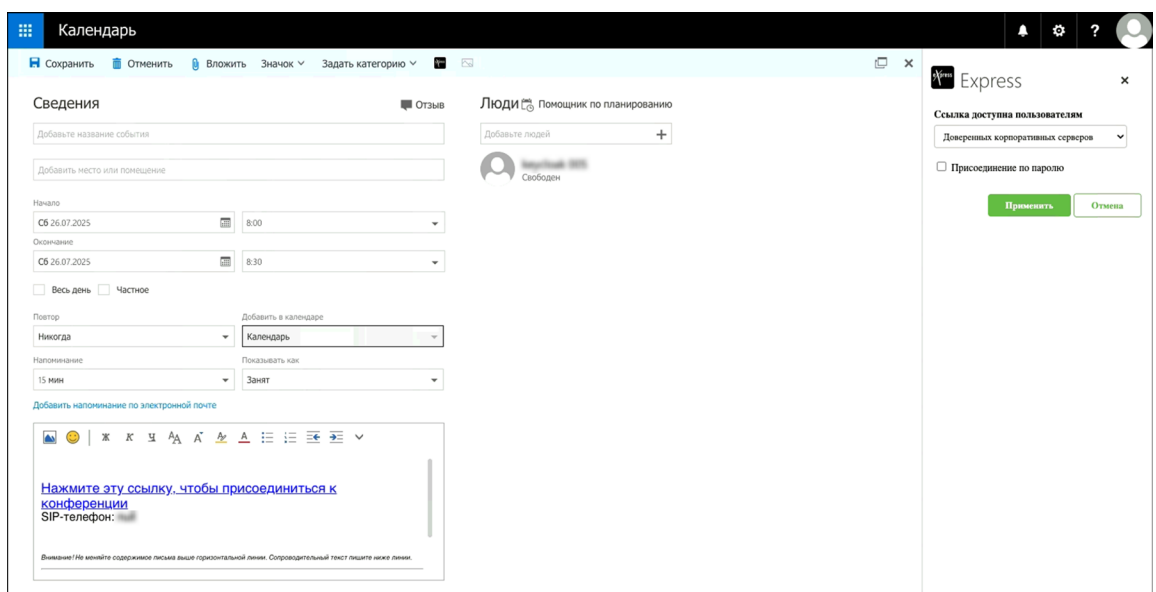 Календарь
?
Сохранить Отменить Вложить Значок Задать категорию
Сведения
Отзыв
Добавьте название события
Добавить место или помещение
Начало
Сб 26.07.2025 8:00
Окончание
Сб 26.07.2025 8:30
Весь день Частное
Повтор Добавить в календаре
Никогда Календарь
Напоминание Показывать как
15 мин Занят
Добавить напоминание по электронной почте
Ж К Ч АА А А
Нажмите эту ссылку, чтобы присоединиться к
конференции
SIP-телефон:
Внимание! Не меняйте содержимое письма выше горизонтальной линии. Сопроводительный текст пишите ниже линии.
Люди Помощник по планированию
Добавьте людей
Свободен
eXpress Express
Ссылка доступна пользователям
Доверенных корпоративных серверов
Присоединение по паролю
Применить Отмена